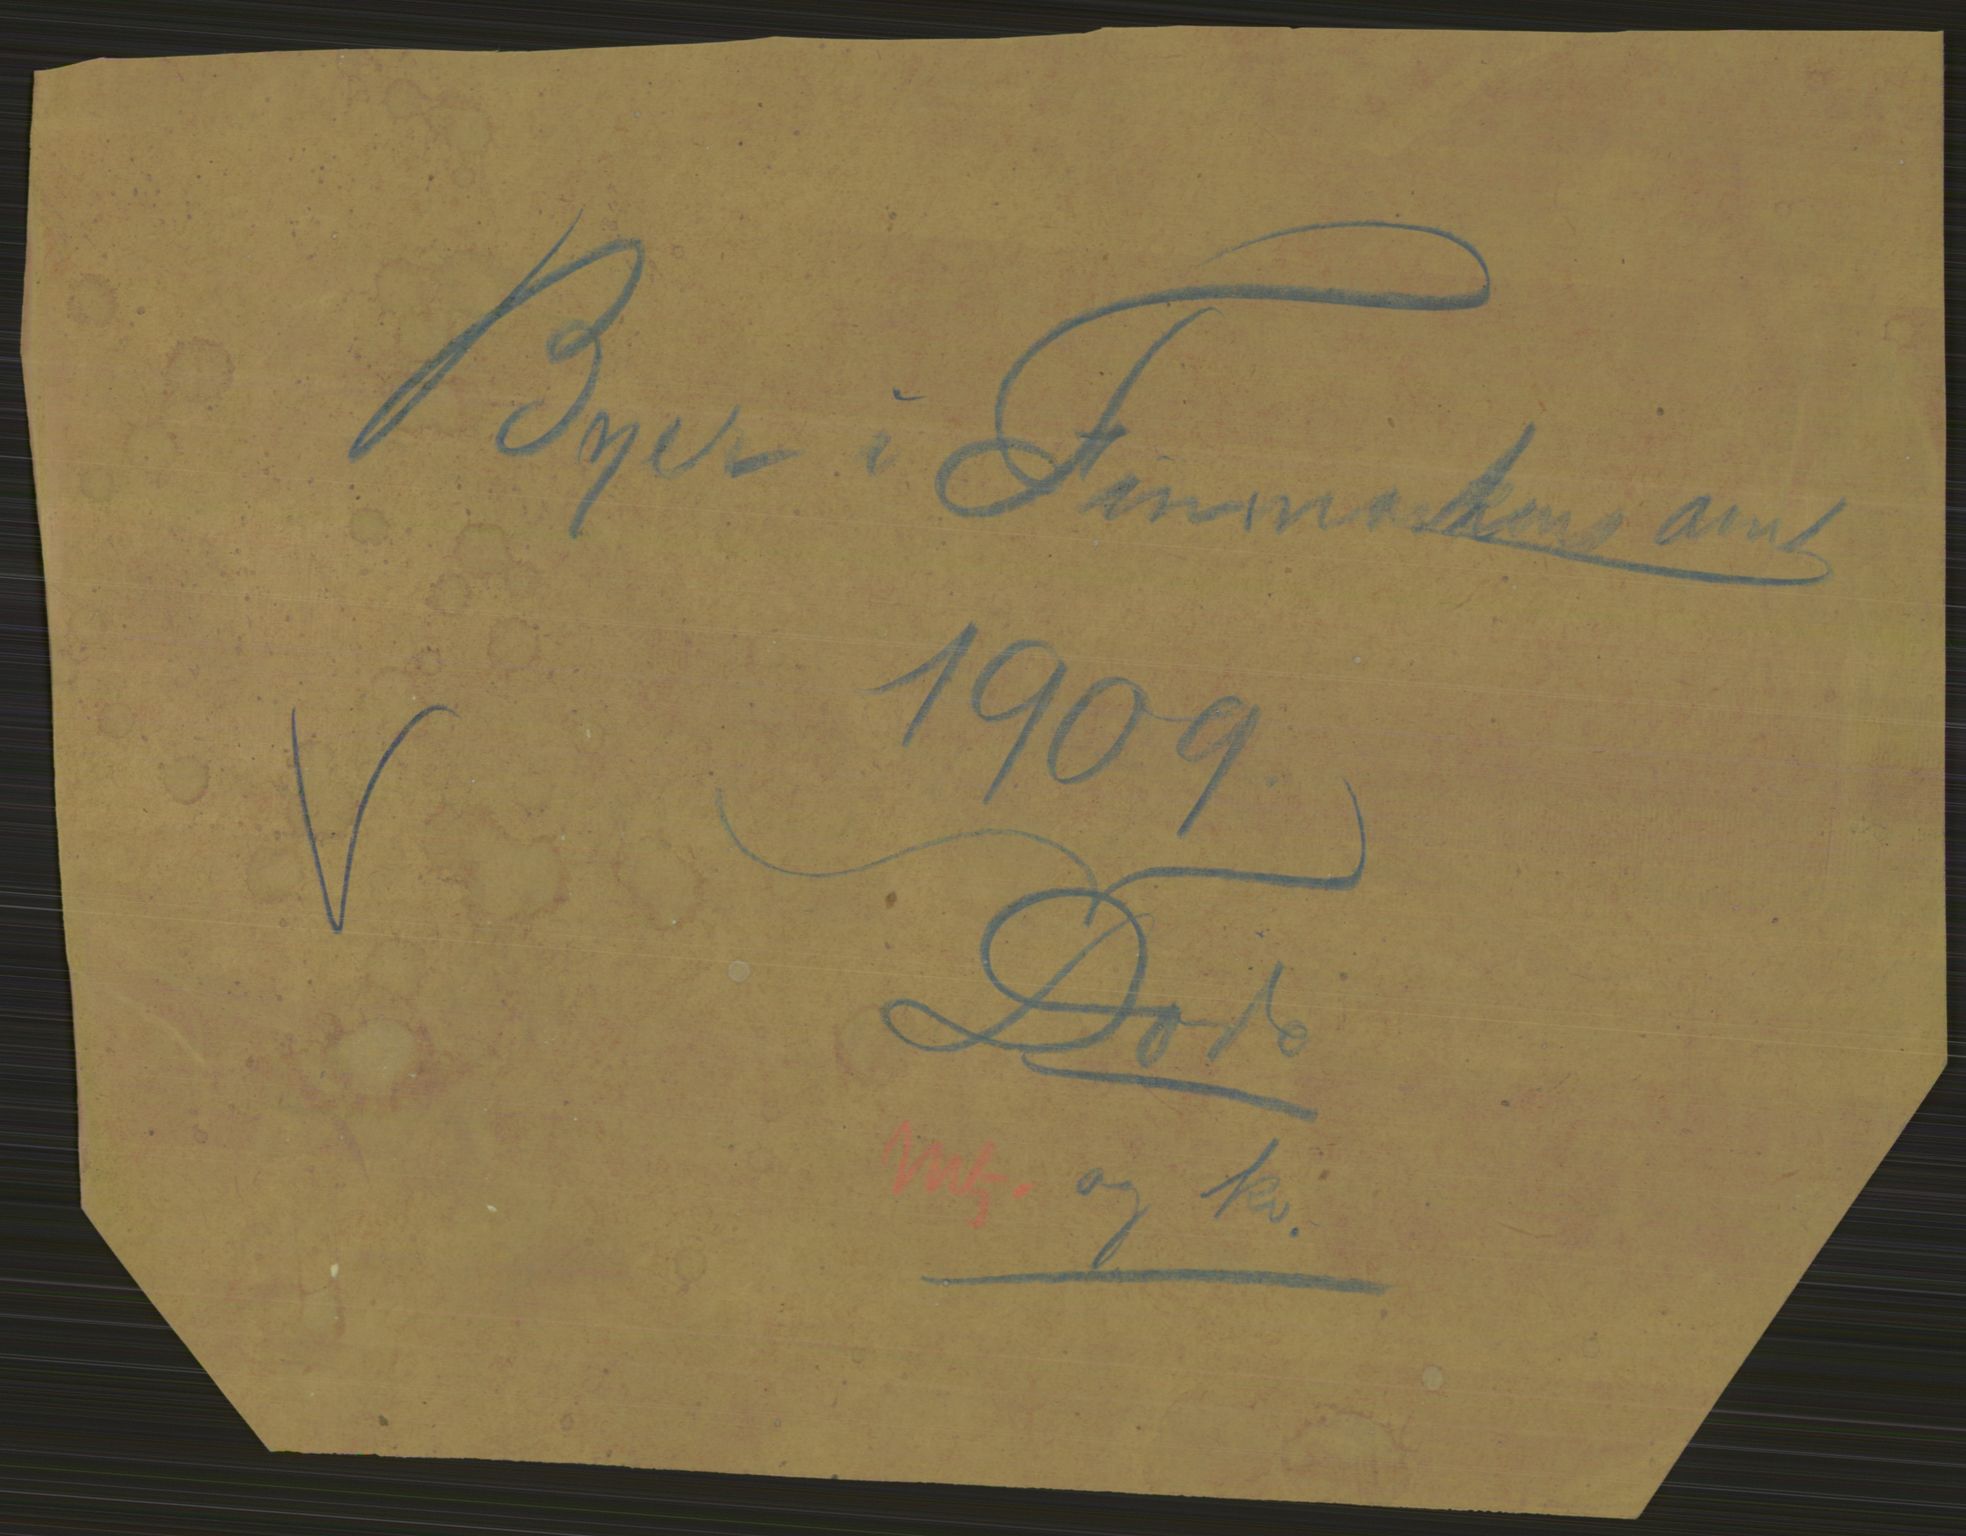 Byer i Finmarkens amt
1909.
V
Døde
Mk. og kv.